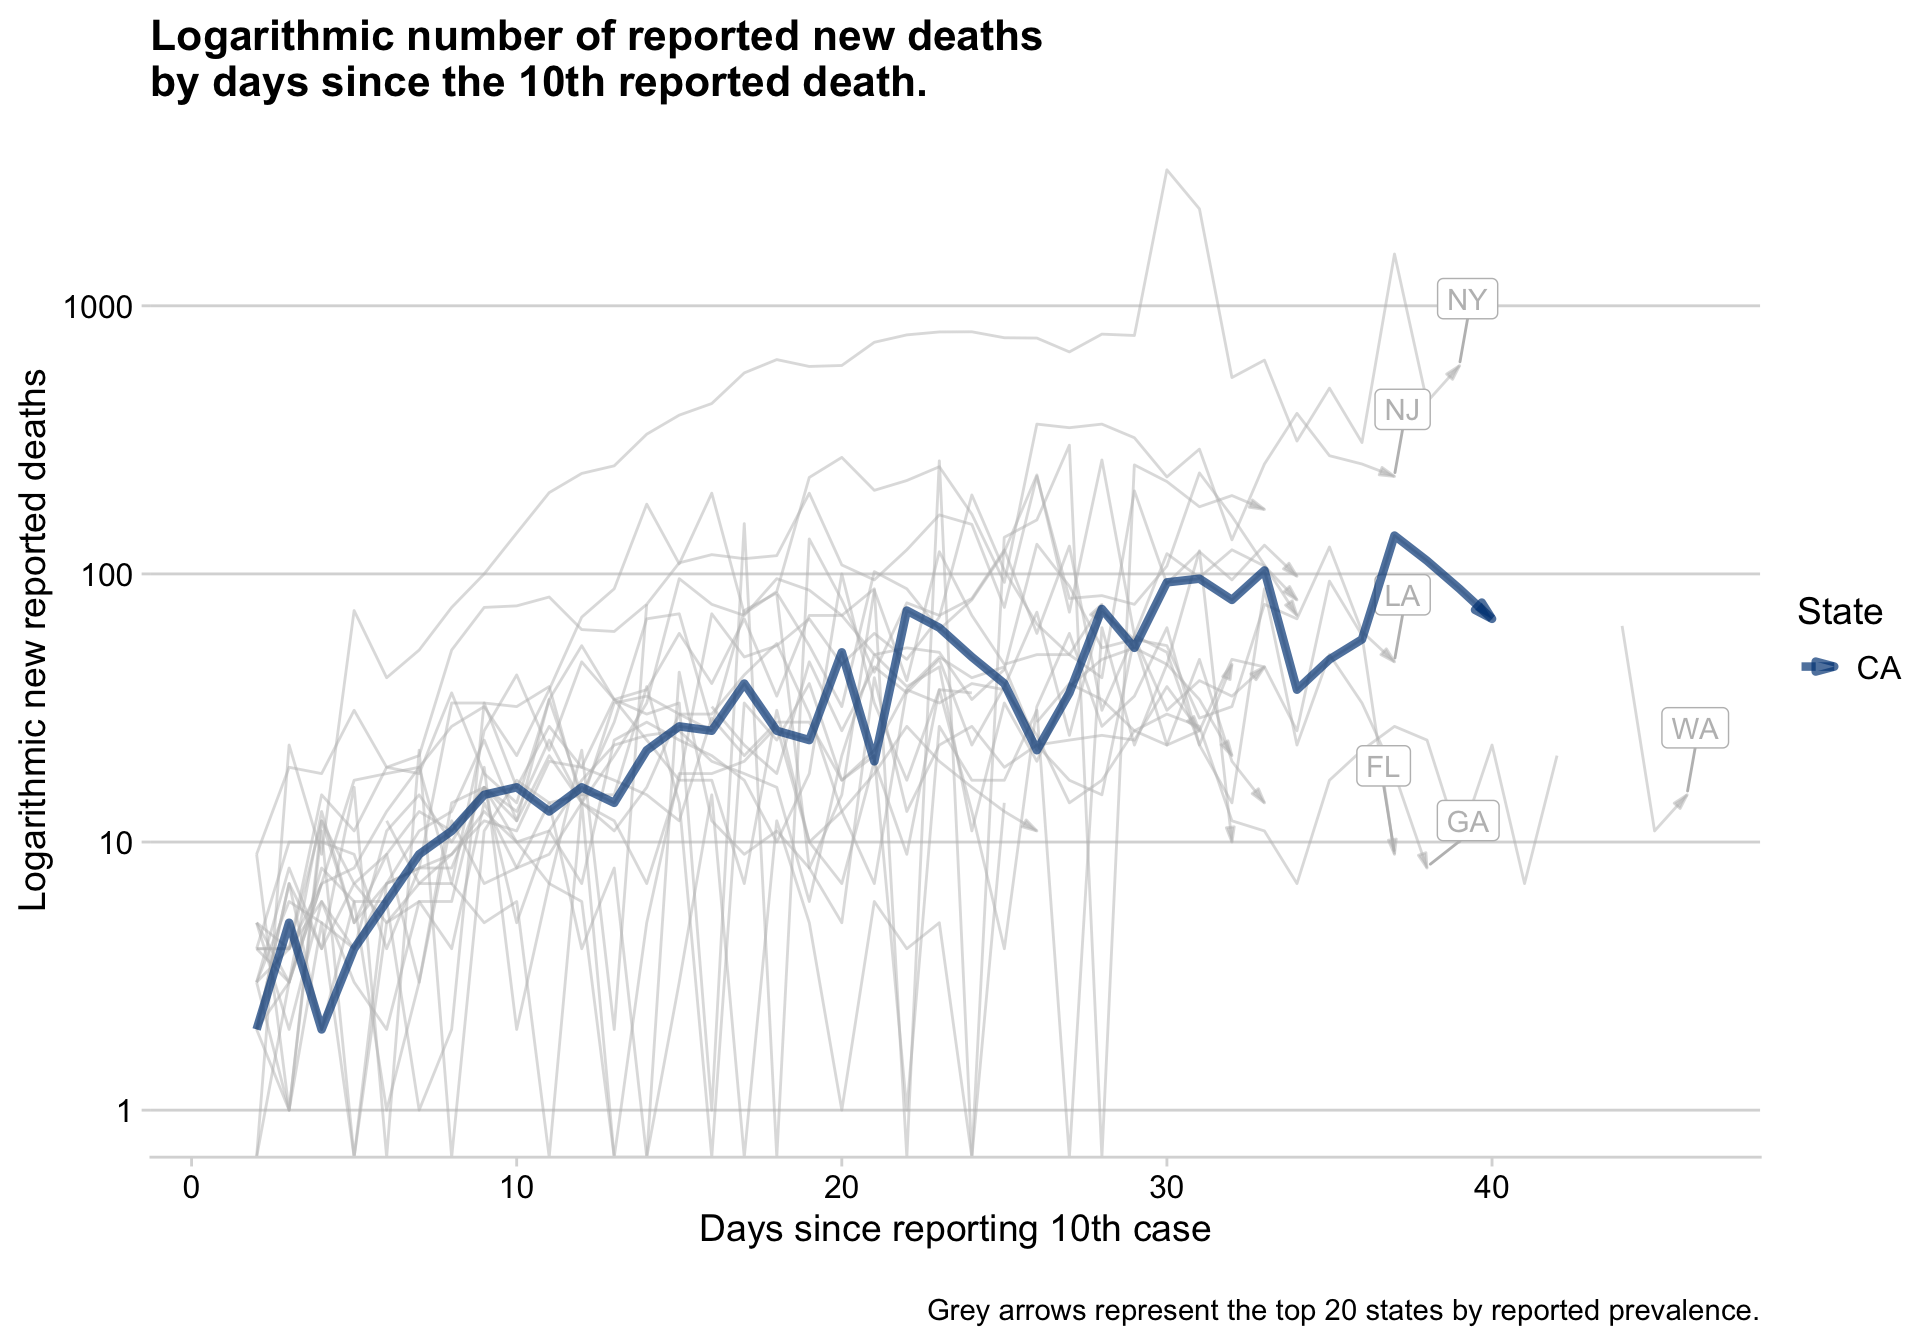 Logarithmic number of reported new deaths
by days since the 10th reported death.
Logarithmic new reported deaths
1000
100
10
1
NY
NJ
LA
WA
FL
GA
State
CA
0 10 20 30 40
Days since reporting 10th case
Grey arrows represent the top 20 states by reported prevalence.